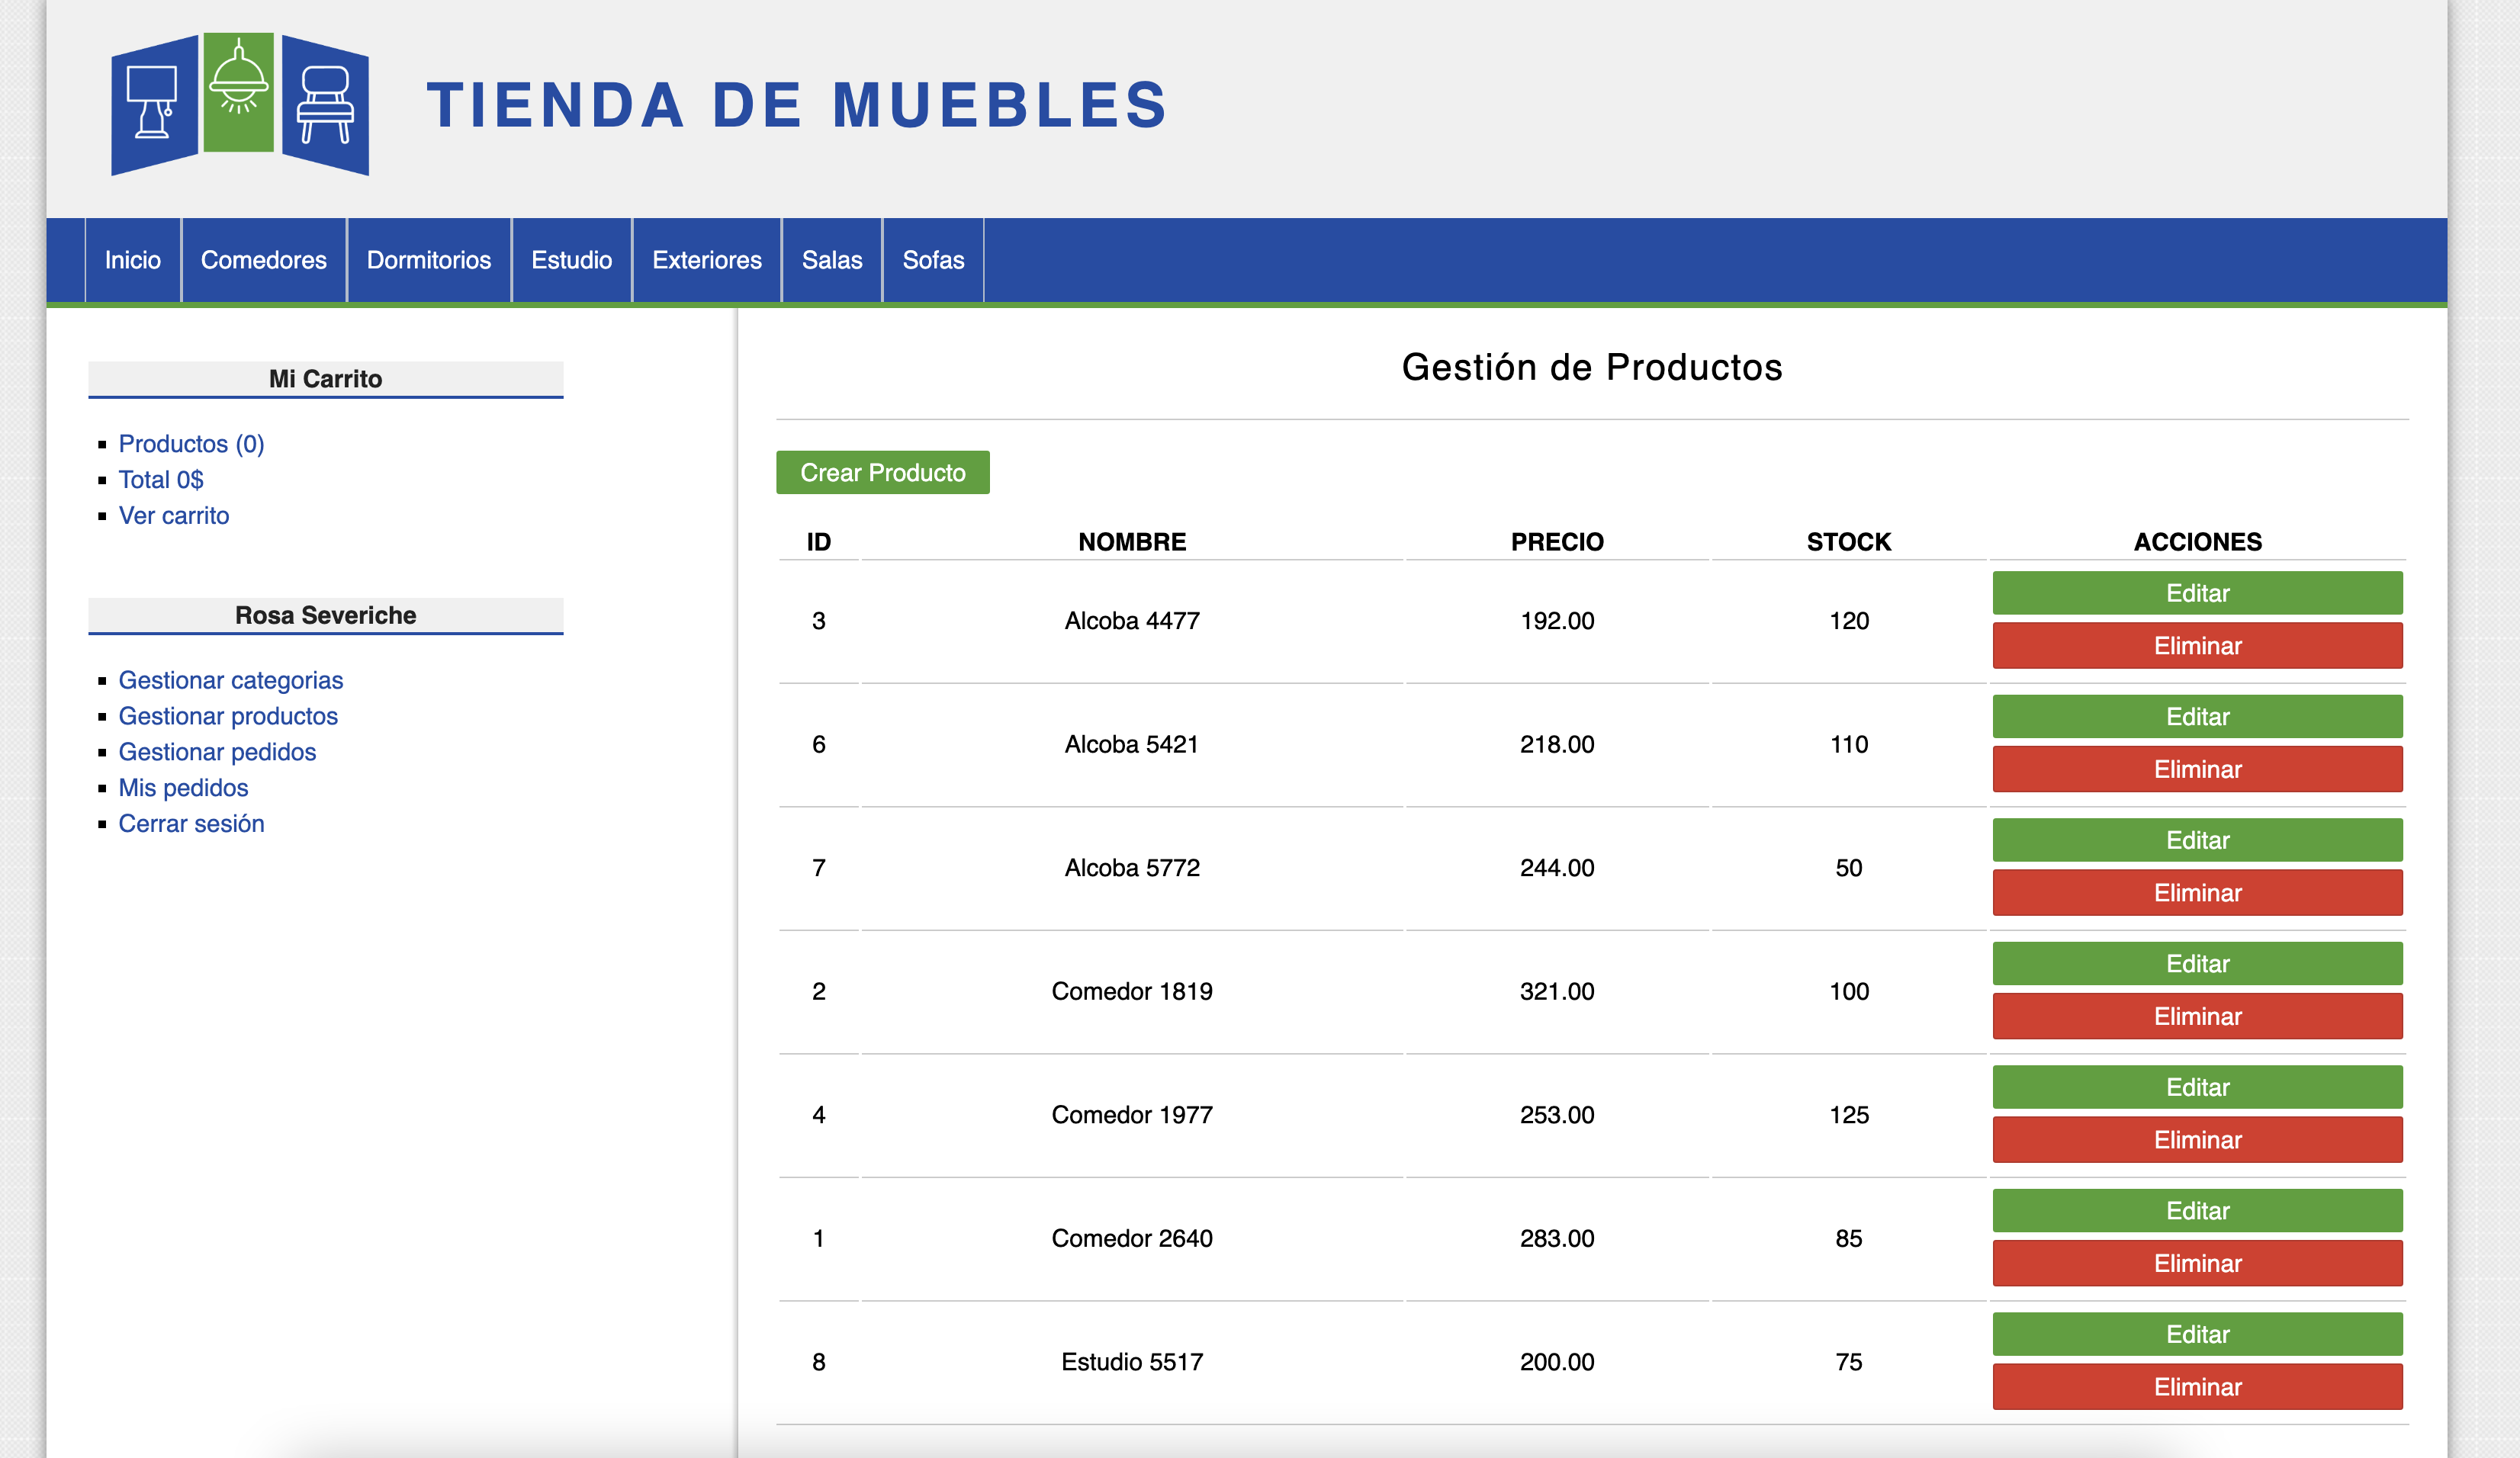 TIENDA DE MUEBLES
Inicio Comedores Dormitorios Estudio Exteriores Salas Sofas
Mi Carrito
Productos (0)
Total 0$
Ver carrito
Rosa Severiche
Gestionar categorias
Gestionar productos
Gestionar pedidos
Mis pedidos
Cerrar sesión
Gestión de Productos
Crear Producto
ID NOMBRE PRECIO STOCK ACCIONES
3 Alcoba 4477 192.00 120 Editar
Eliminar
6 Alcoba 5421 218.00 110 Editar
Eliminar
7 Alcoba 5772 244.00 50 Editar
Eliminar
2 Comedor 1819 321.00 100 Editar
Eliminar
4 Comedor 1977 253.00 125 Editar
Eliminar
1 Comedor 2640 283.00 85 Editar
Eliminar
8 Estudio 5517 200.00 75 Editar
Eliminar